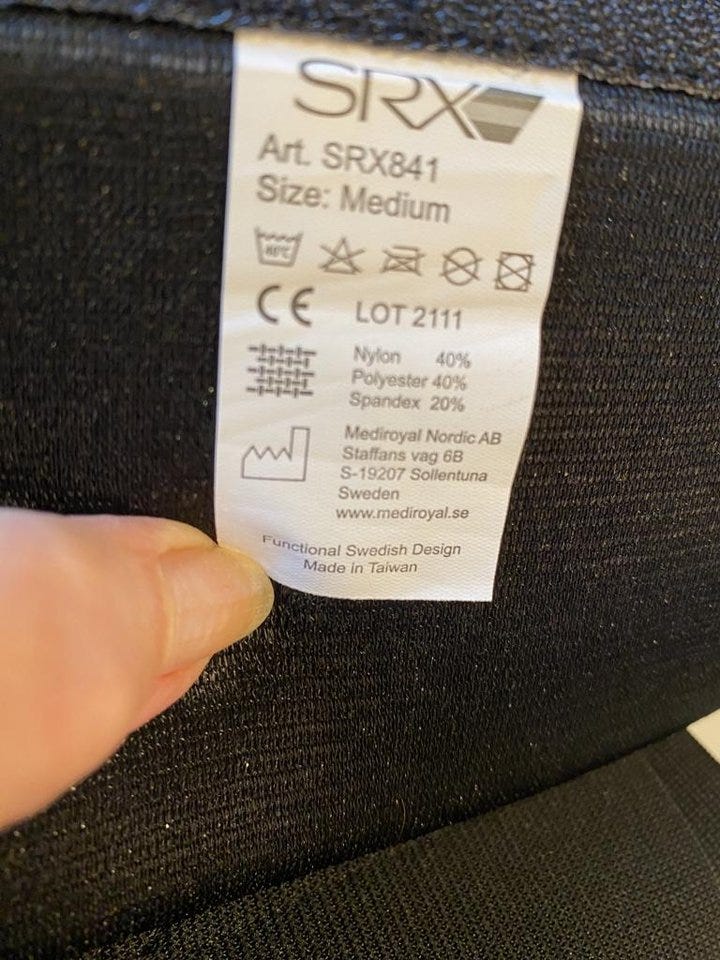 SRX
Art. SRX841
Size: Medium
40°C
CE LOT 2111
Nylon 40%
Polyester 40%
Spandex 20%
Mediroyal Nordic AB
Staffans vag 6B
S-19207 Sollentuna
Sweden
www.mediroyal.se
Functional Swedish Design
Made in Taiwan